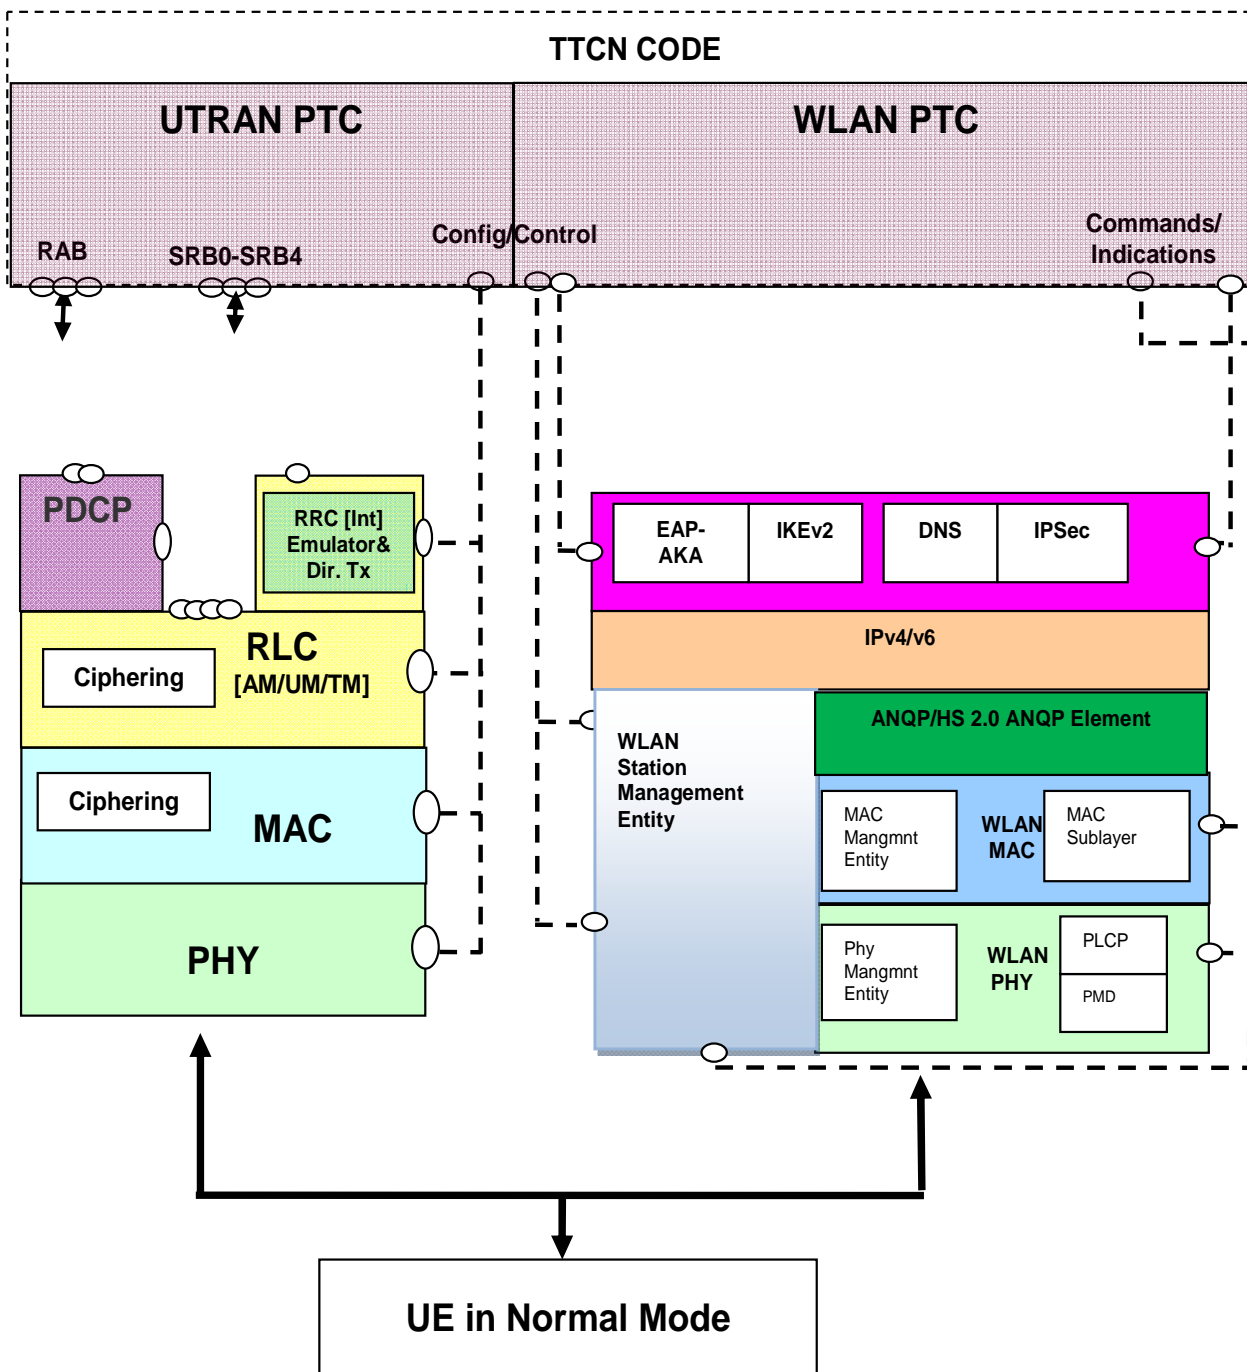 TTCN CODE
UTRAN PTC
WLAN PTC
RAB
SRB0-SRB4
Config/Control
Commands/
Indications
PDCP
RRC [Int]
Emulator&
Dir. Tx
RLC
[AM/UM/TM]
Ciphering
Ciphering
MAC
PHY
EAP-
AKA
IKEv2
DNS
IPSec
IPv4/v6
WLAN
Station
Management
Entity
ANQP/HS 2.0 ANQP Element
MAC
Mangmnt
Entity
WLAN
MAC
MAC
Sublayer
Phy
Mangmnt
Entity
WLAN
PHY
PLCP
PMD
UE in Normal Mode